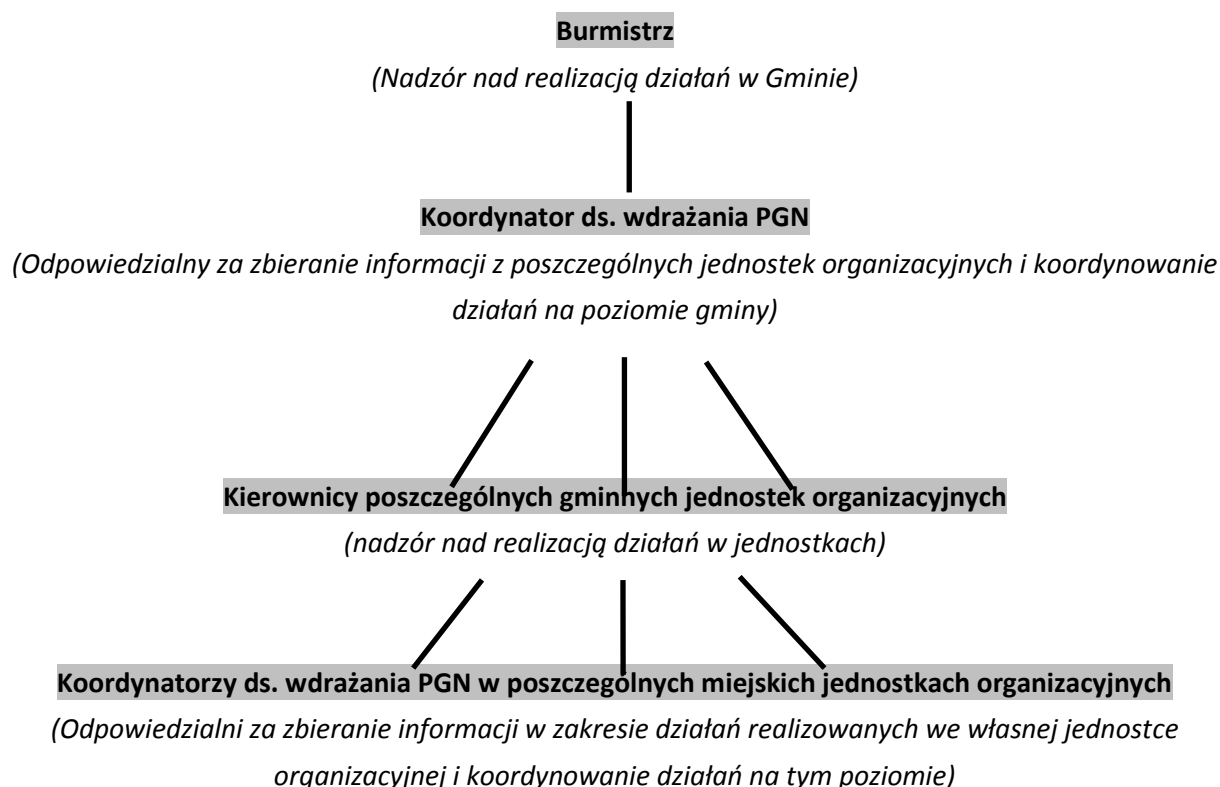 Burmistrz
(Nadzór nad realizacją działań w Gminie)
Koordynator ds. wdrażania PGN
(Odpowiedzialny za zbieranie informacji z poszczególnych jednostek organizacyjnych i koordynowanie
działań na poziomie gminy)
Kierownicy poszczególnych gminnych jednostek organizacyjnych
(nadzór nad realizacją działań w jednostkach)
Koordynatorzy ds. wdrażania PGN w poszczególnych miejskich jednostkach organizacyjnych
(Odpowiedzialni za zbieranie informacji w zakresie działań realizowanych we własnej jednostce
organizacyjnej i koordynowanie działań na tym poziomie)